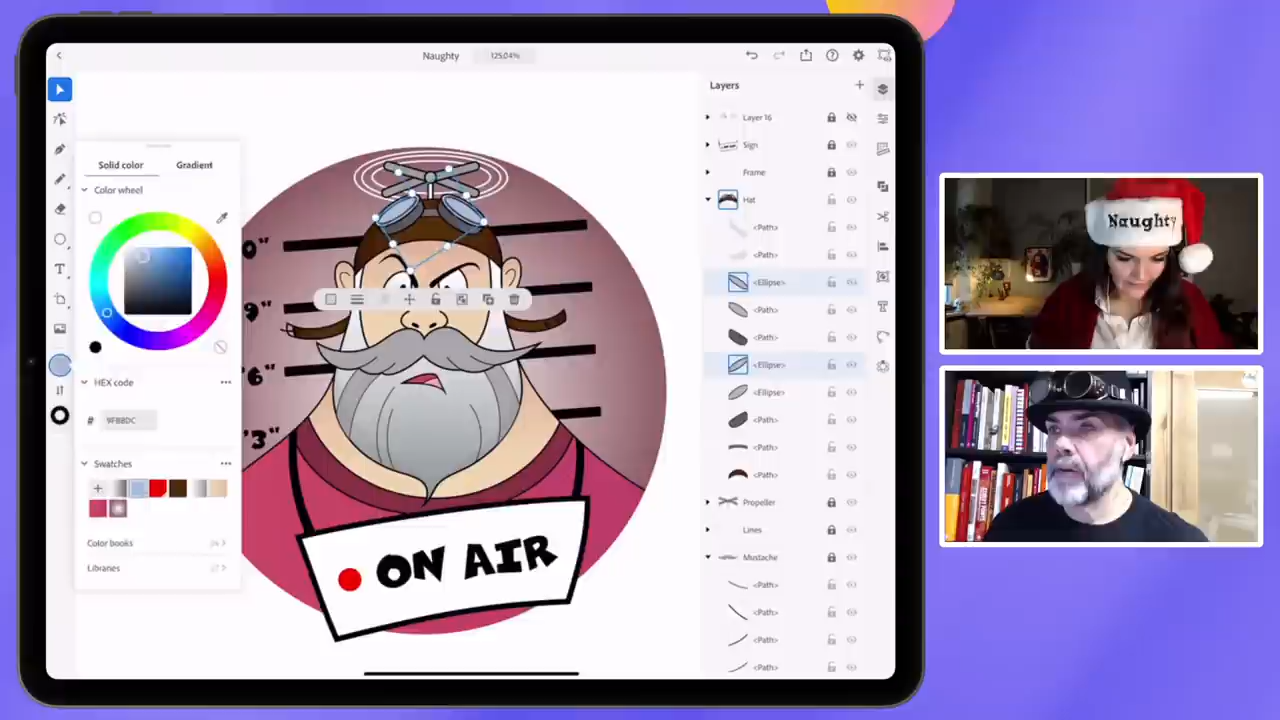 Naughty
125.04%
Solid color
Gradient
Color wheel
HEX code
# 9FBBDC
Swatches
Color books
Libraries
0"
9"
6"
3"
ON AIR
Layers
Layer 16
Sign
Frame
Hat
<Path>
<Path>
<Ellipse>
<Path>
<Path>
<Ellipse>
<Ellipse>
<Path>
<Path>
<Path>
Propeller
Lines
Mustache
<Path>
<Path>
<Path>
<Path>
Naughty